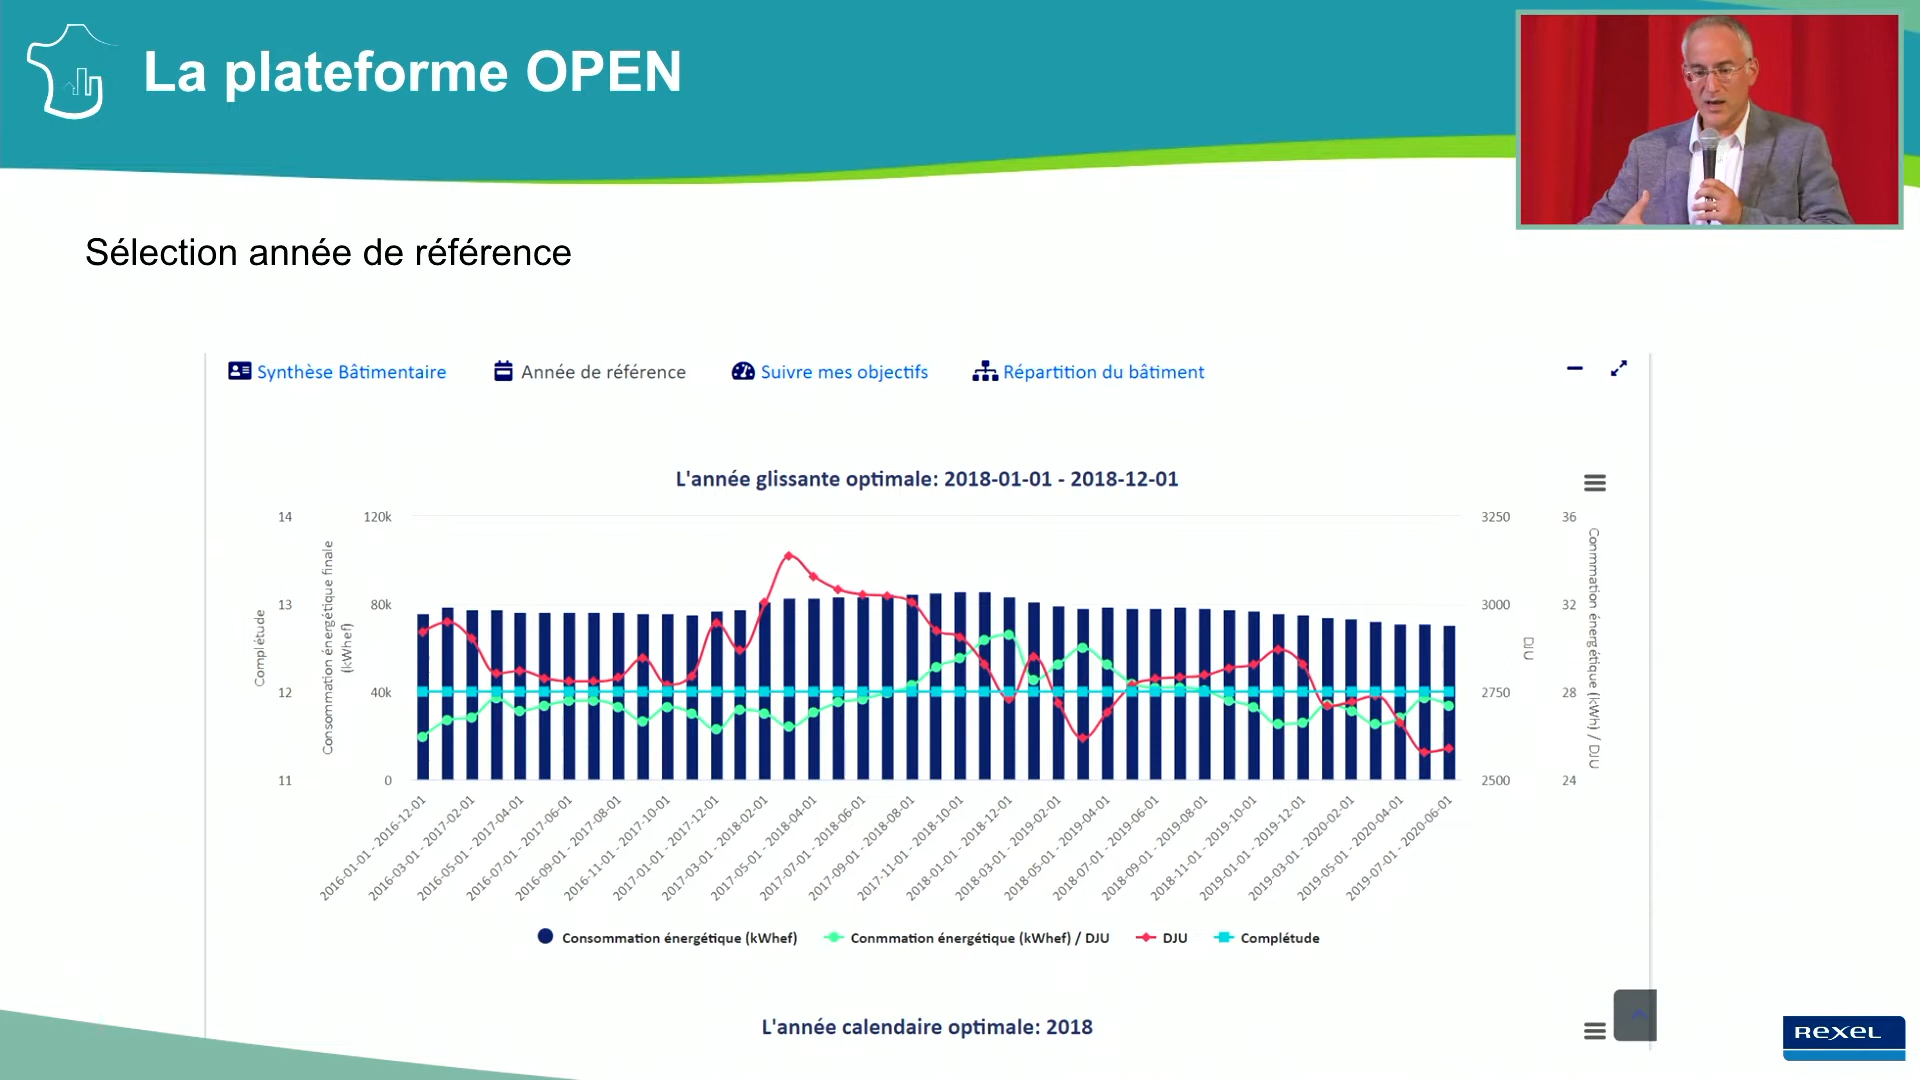 La plateforme OPEN
Sélection année de référence
Synthèse Bâtimentaire
Année de référence
Suivre mes objectifs
Répartition du bâtiment
L'année glissante optimale: 2018-01-01 - 2018-12-01
14
13
12
11
Complétude
120k
80k
40k
0
Consommation énergétique finale
(kWhef)
3250
3000
2750
2500
DJU
36
32
28
24
Conmmation énergétique (kWh) / DJU
2016-01-01 - 2016-12-01
2016-03-01 - 2017-02-01
2016-05-01 - 2017-04-01
2016-07-01 - 2017-06-01
2016-09-01 - 2017-08-01
2016-11-01 - 2017-10-01
2017-01-01 - 2017-12-01
2017-03-01 - 2018-02-01
2017-05-01 - 2018-04-01
2017-07-01 - 2018-06-01
2017-09-01 - 2018-08-01
2017-11-01 - 2018-10-01
2018-01-01 - 2018-12-01
2018-03-01 - 2019-02-01
2018-05-01 - 2019-04-01
2018-07-01 - 2019-06-01
2018-09-01 - 2019-08-01
2018-11-01 - 2019-10-01
2019-01-01 - 2019-12-01
2019-03-01 - 2020-02-01
2019-05-01 - 2020-04-01
2019-07-01 - 2020-06-01
Consommation énergétique (kWhef)
Conmmation énergétique (kWhef) / DJU
DJU
Complétude
L'année calendaire optimale: 2018
REXEL